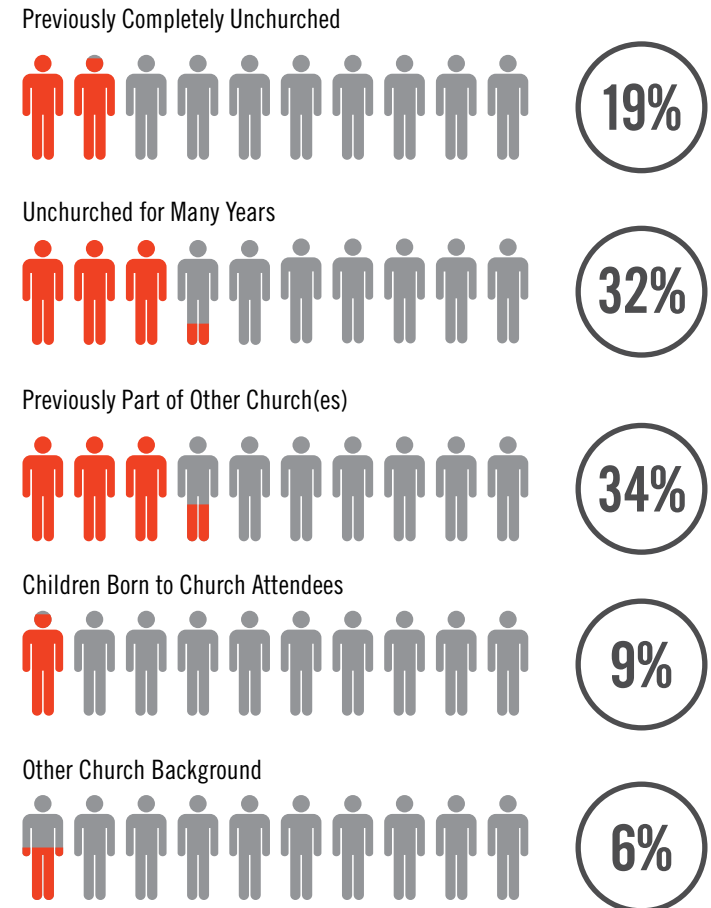 Previously Completely Unchurched
19%
Unchurched for Many Years
32%
Previously Part of Other Church(es)
34%
Children Born to Church Attendees
9%
Other Church Background
6%